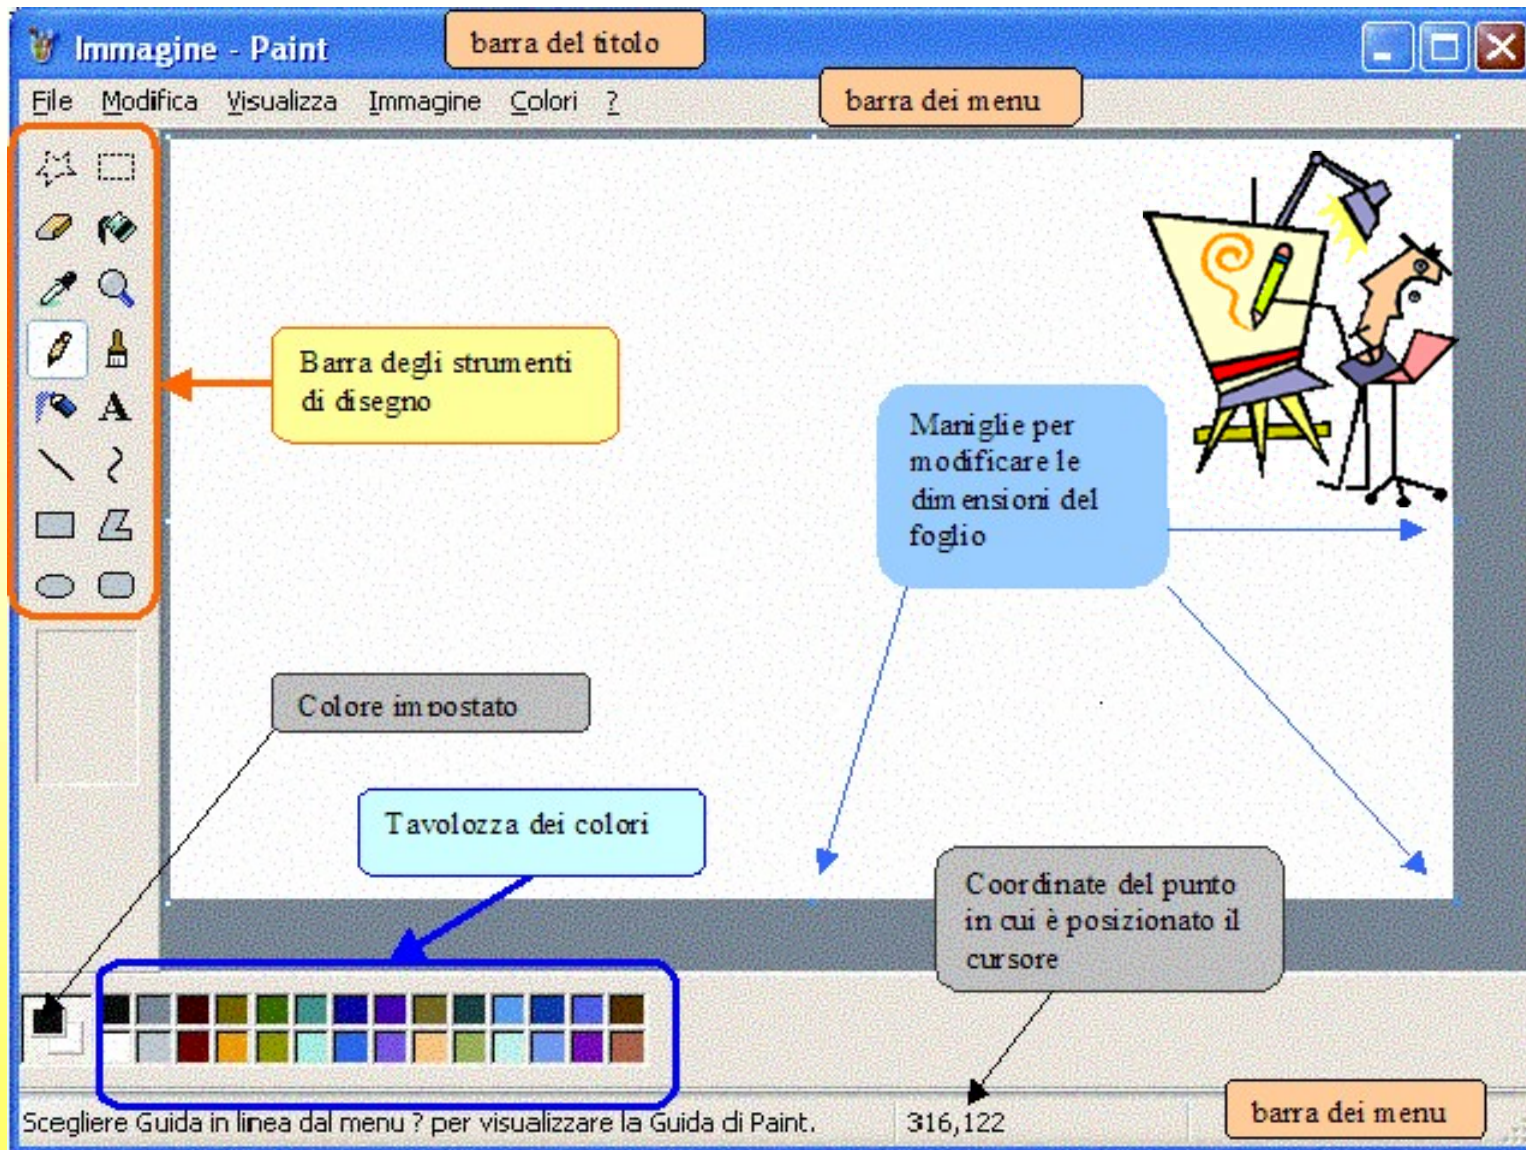 Immagine - Paint
barra del titolo
File Modifica Visualizza Immagine Colori ?
barra dei menu
A
Barra degli strumenti
di disegno
Maniglie per
modificare le
dimensioni del
foglio
Colore impostato
Tavolozza dei colori
Coordinate del punto
in cui è posizionato il
cursore
Scegliere Guida in linea dal menu ? per visualizzare la Guida di Paint.
316,122
barra dei menu